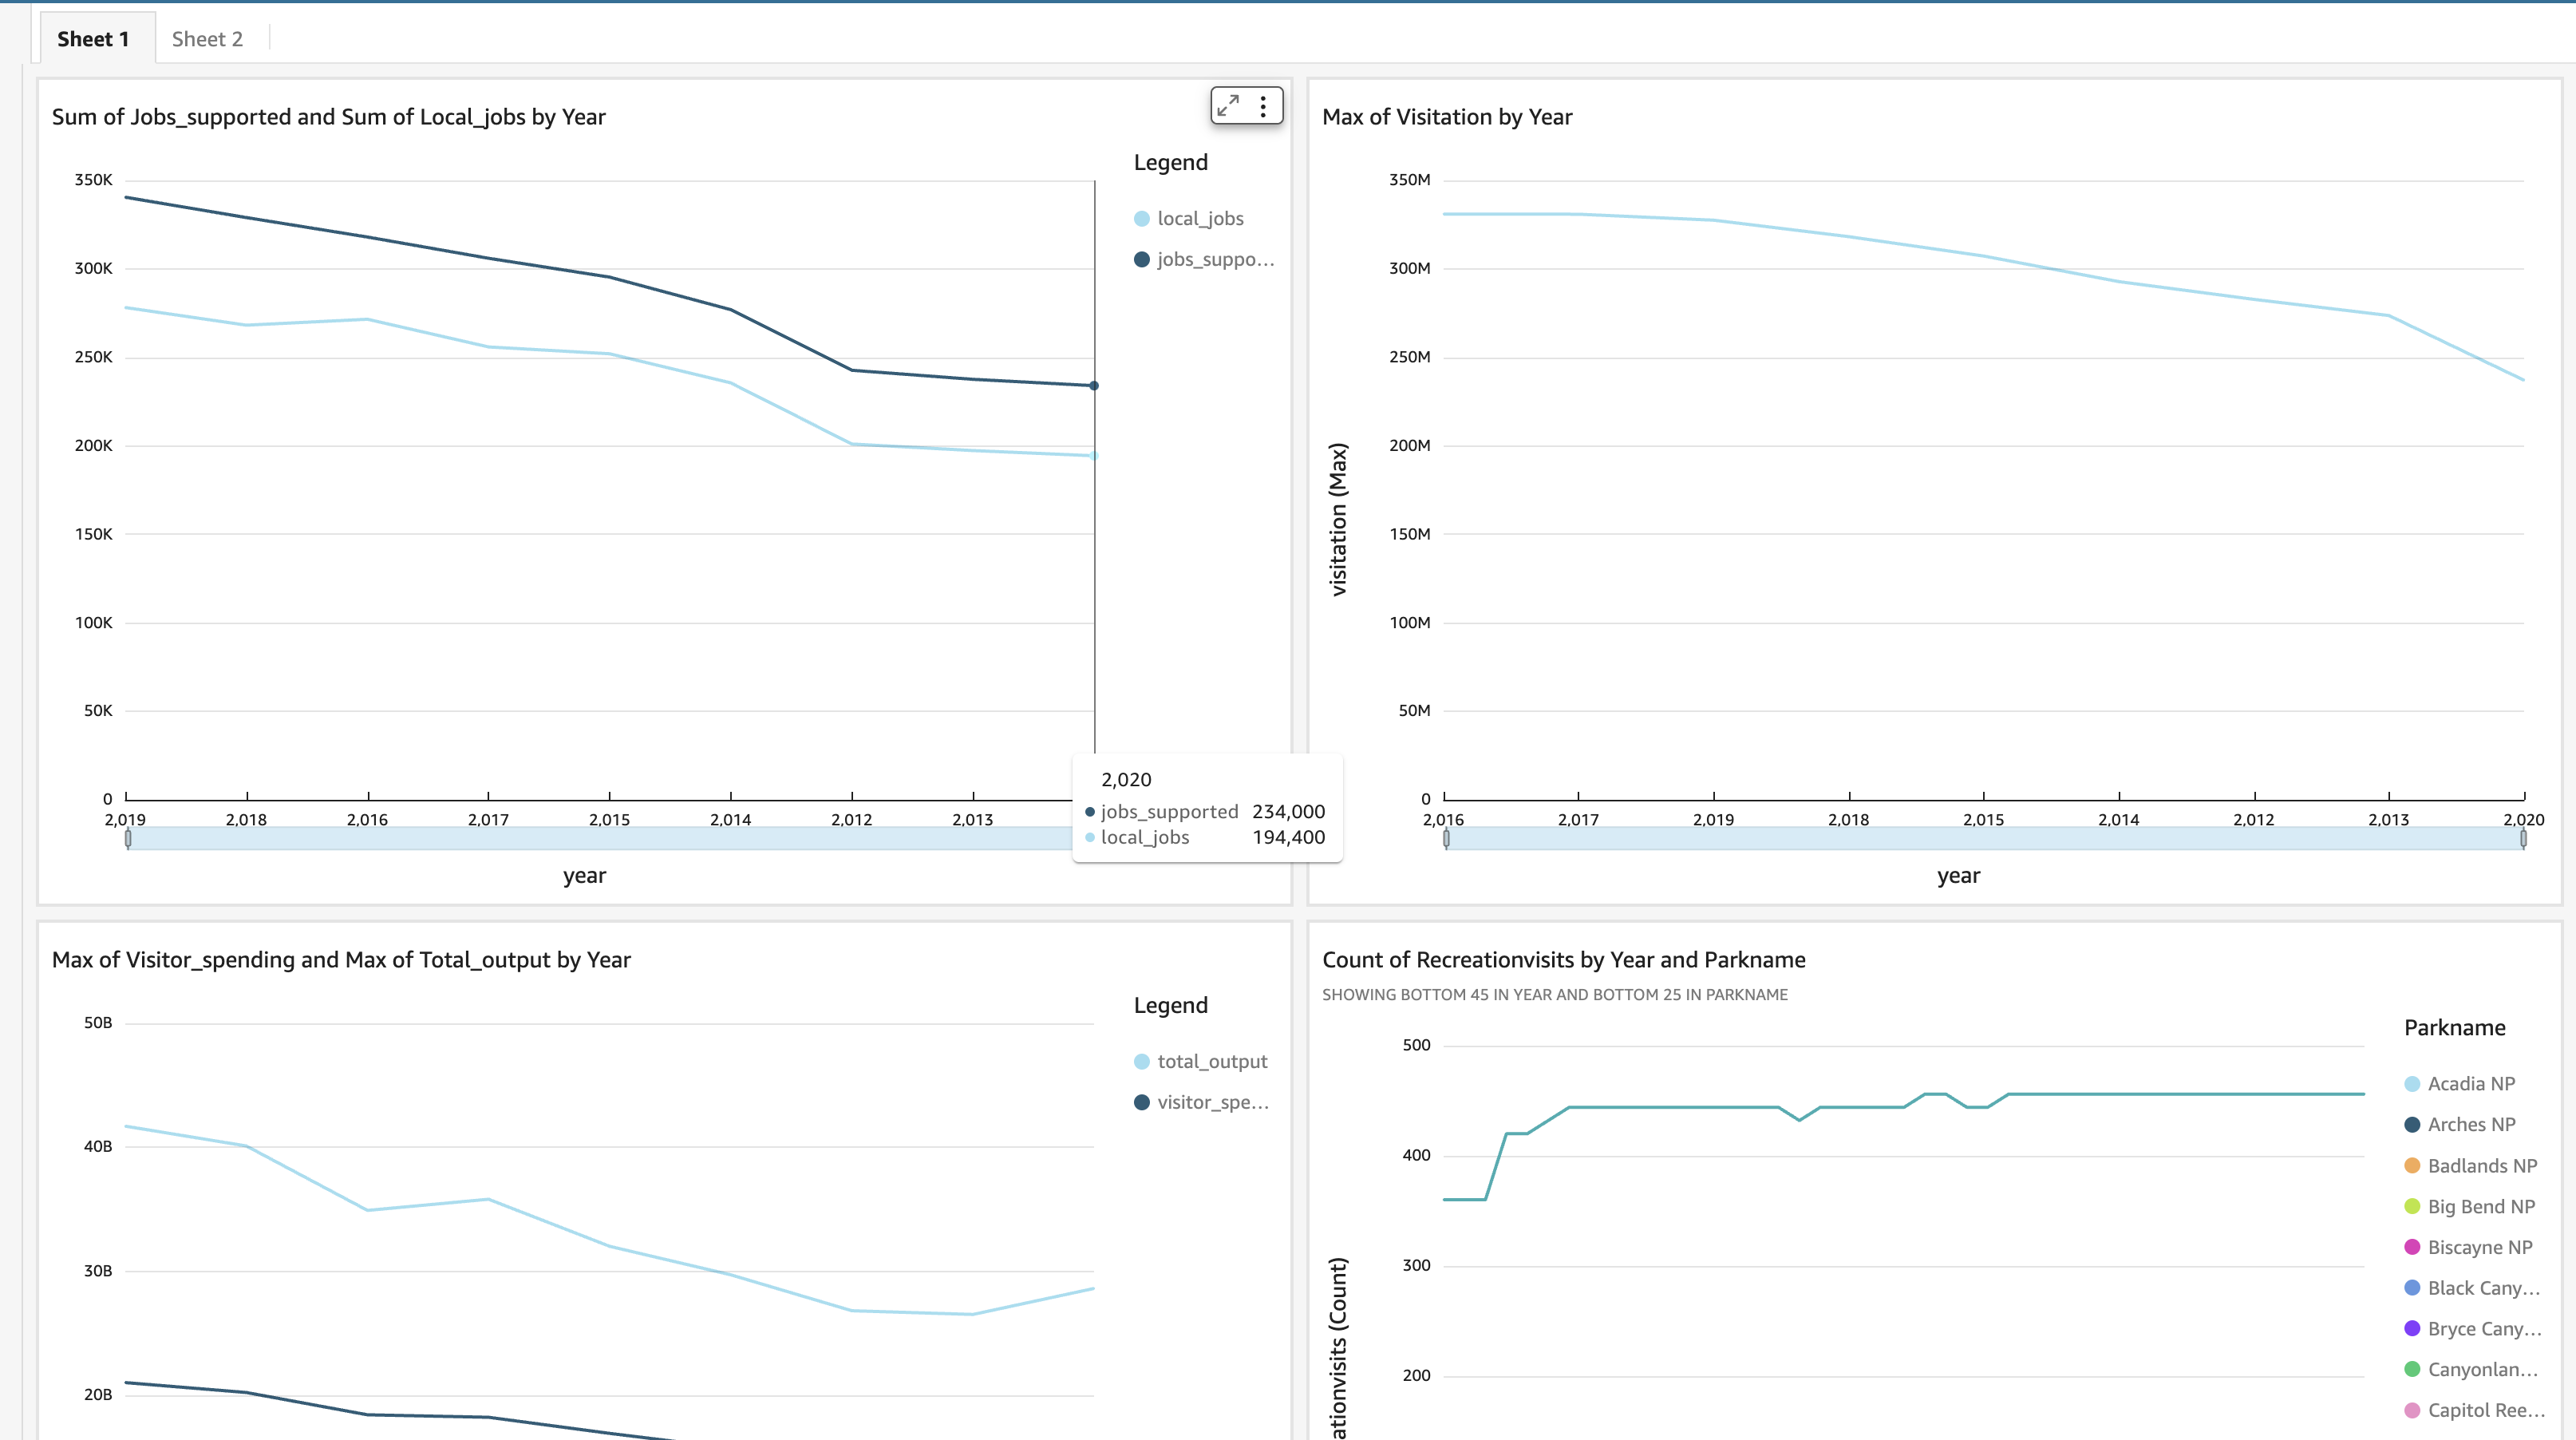 Sheet 1
Sheet 2
Sum of Jobs_supported and Sum of Local_jobs by Year
Legend
local_jobs
jobs_suppo...
350K
300K
250K
200K
150K
100K
50K
0
2,019 2,018 2,016 2,017 2,015 2,014 2,012 2,013
year
2,020
jobs_supported 234,000
local_jobs 194,400
Max of Visitation by Year
visitation (Max)
350M
300M
250M
200M
150M
100M
50M
0
2,016 2,017 2,019 2,018 2,015 2,014 2,012 2,013 2,020
year
Max of Visitor_spending and Max of Total_output by Year
Legend
total_output
visitor_spe...
50B
40B
30B
20B
Count of Recreationvisits by Year and Parkname
SHOWING BOTTOM 45 IN YEAR AND BOTTOM 25 IN PARKNAME
ationvisits (Count)
500
400
300
200
Parkname
Acadia NP
Arches NP
Badlands NP
Big Bend NP
Biscayne NP
Black Cany...
Bryce Cany...
Canyonlan...
Capitol Ree...